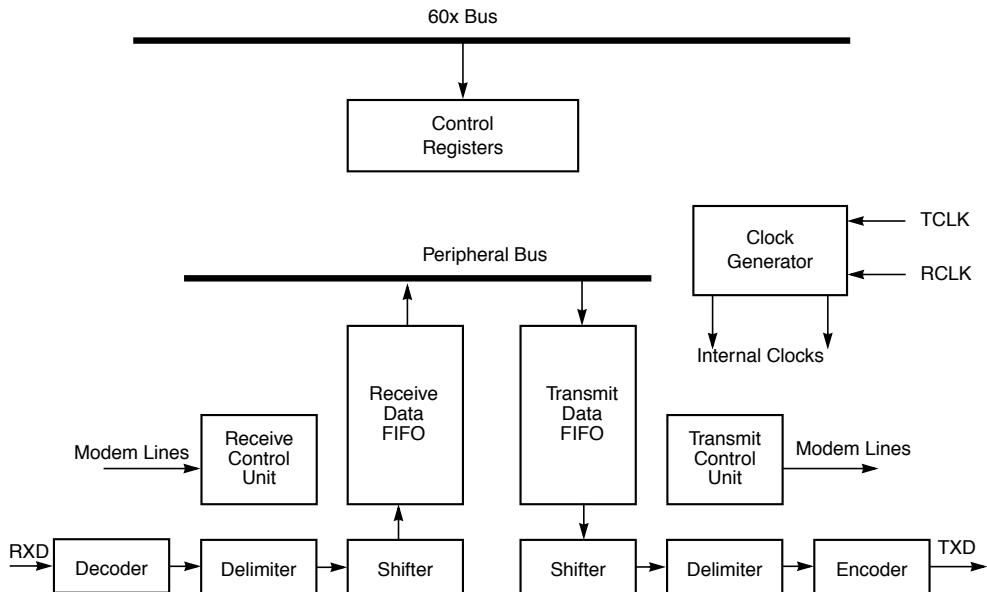 60x Bus
Control
Registers
Clock
Generator
TCLK
RCLK
Internal Clocks
Peripheral Bus
Receive
Data
FIFO
Transmit
Data
FIFO
Modem Lines
Receive
Control
Unit
Transmit
Control
Unit
Modem Lines
RXD
Decoder
Delimiter
Shifter
Shifter
Delimiter
Encoder
TXD